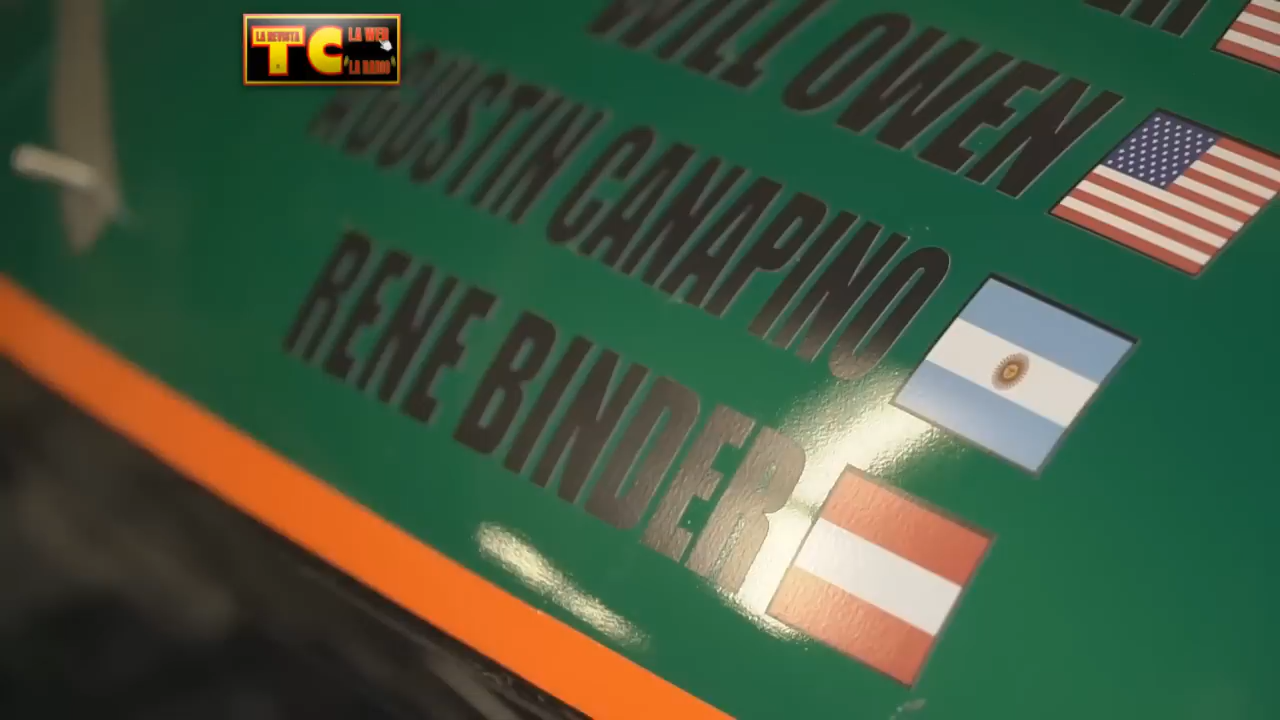 LA REVISTA
TC
LA WEB
LA RADIO
WILL OWEN
AGUSTIN CANAPINO
RENE BINDER